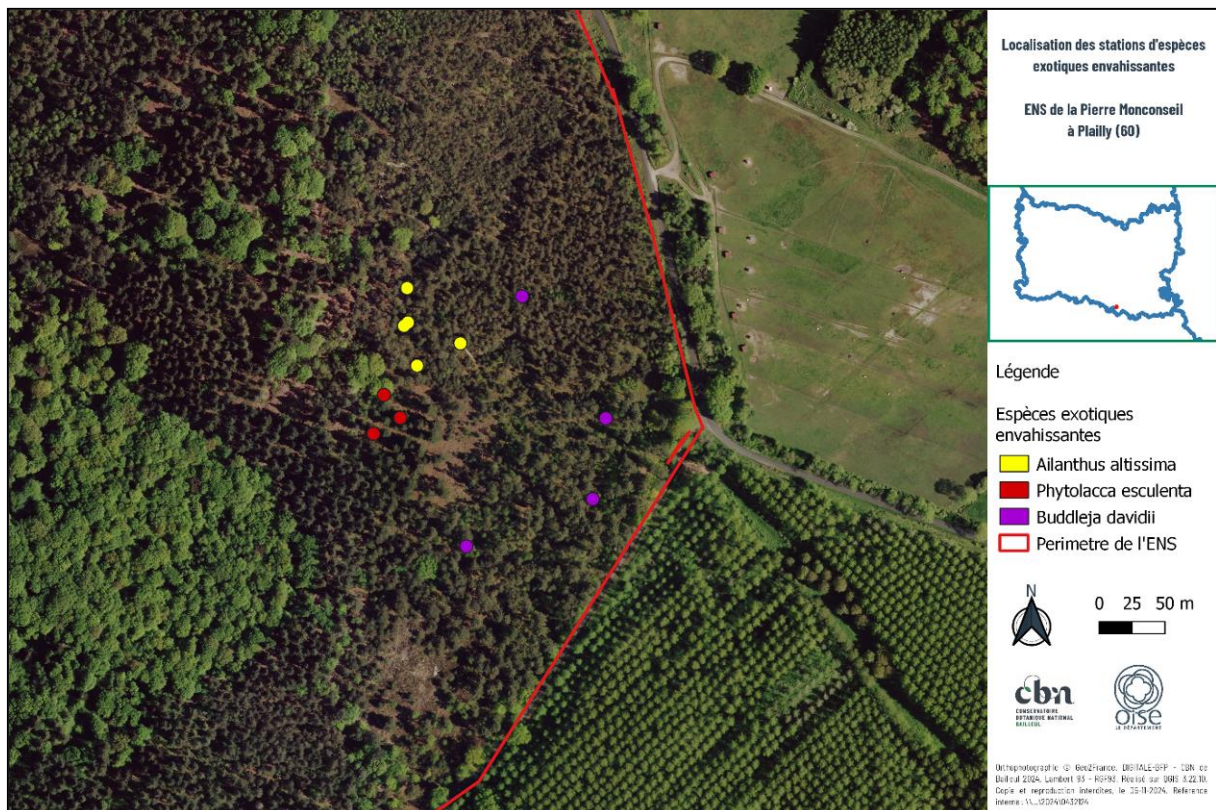 Localisation des stations d'espèces
exotiques envahissantes
ENS de la Pierre Monconseil
à Plailly (60)
Légende
Espèces exotiques
envahissantes
Ailanthus altissima
Phytolacca esculenta
Buddleja davidii
Perimetre de l'ENS
N
0 25 50 m
cbn
CONSERVATOIRE
BOTANIQUE NATIONAL
BAILLEUL
oise
LE DÉPARTEMENT
Orthophotographie © Geo2France, DIGITALE-BFP - CBN de
Bailleul 2024. Lambert 93 - RGF93. Réalisé sur QGIS 3.22.10.
Copie et reproduction interdites, le 25-11-2024. Référence
interne :